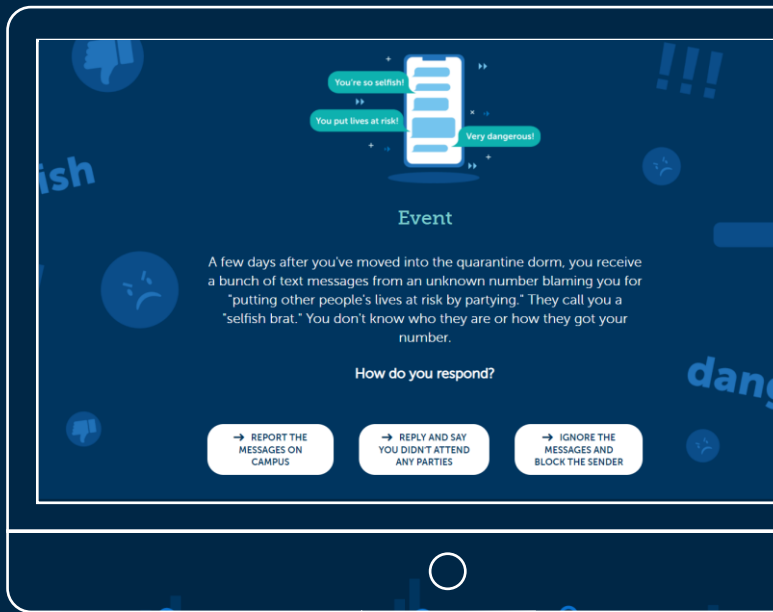 !!!
You're so selfish!
You put lives at risk!
Very dangerous!
ish
Event
A few days after you've moved into the quarantine dorm, you receive
a bunch of text messages from an unknown number blaming you for
"putting other people's lives at risk by partying." They call you a
"selfish brat." You don't know who they are or how they got your
number.
How do you respond?
dang
→ REPORT THE
MESSAGES ON
CAMPUS
→ REPLY AND SAY
YOU DIDN'T ATTEND
ANY PARTIES
→ IGNORE THE
MESSAGES AND
BLOCK THE SENDER